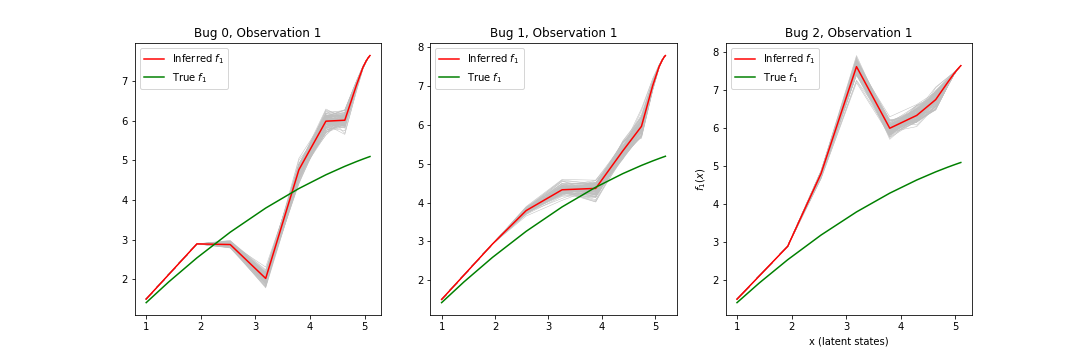 Bug 0, Observation 1
Inferred f₁
True f₁
7
6
5
4
3
2
1 2 3 4 5
Bug 1, Observation 1
Inferred f₁
True f₁
8
7
6
5
4
3
2
1 2 3 4 5
Bug 2, Observation 1
Inferred f₁
True f₁
f₁(x)
8
7
6
5
4
3
2
1 2 3 4 5
x (latent states)